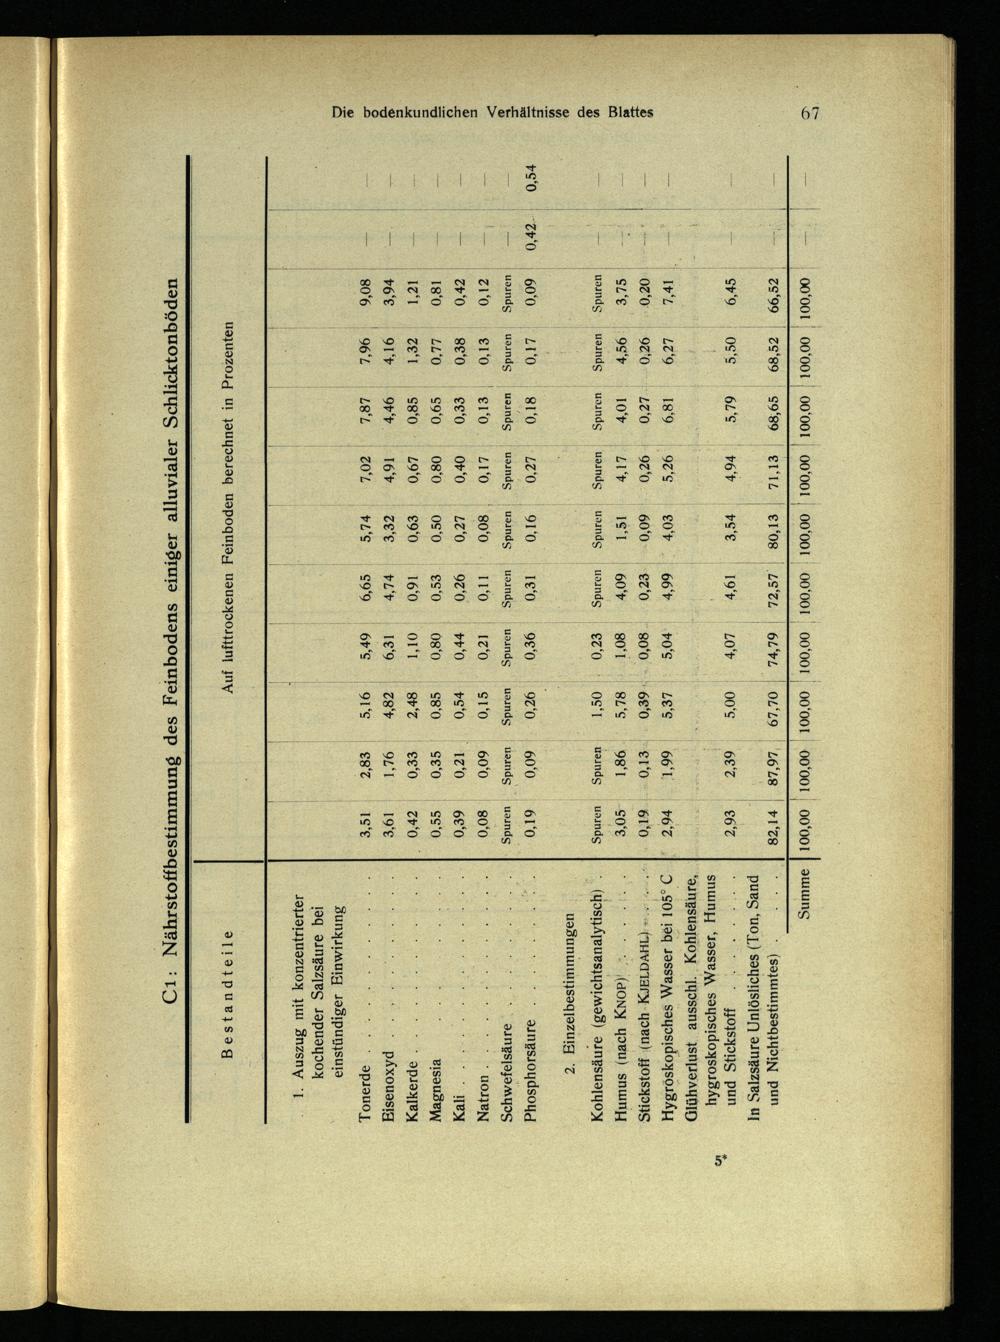 Die bodenkundlichen Verhältnisse des Blattes 67
C1: Nährstoffbestimmung des Feinbodens einiger alluvialer Schlicktonböden
Bestandteile Auf lufttrockenen Feinboden berechnet in Prozenten
1. Auszug mit konzentrierter
kochender Salzsäure bei
einstündiger Einwirkung
Tonerde . . . . . . . . . 3,51 2,83 5,16 5,49 6,65 5,74 7,02 7,87 7,96 9,08 — —
Eisenoxyd . . . . . . . . 3,61 1,76 4,82 6,31 4,74 3,32 4,91 4,46 4,16 3,94 — —
Kalkerde . . . . . . . . . 0,42 0,33 2,48 1,10 0,91 0,63 0,67 0,85 1,32 1,21 — —
Magnesia . . . . . . . . 0,55 0,35 0,85 0,80 0,53 0,50 0,80 0,65 0,77 0,81 — —
Kali . . . . . . . . . . . 0,39 0,21 0,54 0,44 0,26 0,27 0,40 0,33 0,38 0,42 — —
Natron . . . . . . . . . . 0,08 0,09 0,15 0,21 0,11 0,08 0,17 0,13 0,13 0,12 — —
Schwefelsäure . . . . . . Spuren Spuren Spuren Spuren Spuren Spuren Spuren Spuren Spuren Spuren — —
Phosphorsäure . . . . . . 0,19 0,09 0,26 0,36 0,31 0,16 0,27 0,18 0,17 0,09 0,42 0,54
2. Einzelbestimmungen
Kohlensäure (gewichtsanalytisch) . Spuren Spuren 1,50 0,23 Spuren Spuren Spuren Spuren Spuren Spuren — —
Humus (nach KNOP) . . . . . 3,05 1,86 5,78 1,08 4,09 1,51 4,17 4,01 4,56 3,75 — —
Stickstoff (nach KJELDAHL) . . . . 0,19 0,13 0,39 0,08 0,23 0,09 0,26 0,27 0,26 0,20 — —
Hygroskopisches Wasser bei 105° C 2,94 1,99 5,37 5,04 4,99 4,03 5,26 6,81 6,27 7,41 — —
Glühverlust ausschl. Kohlensäure,
hygroskopisches Wasser, Humus
und Stickstoff . . . . . . . 2,93 2,39 5,00 4,07 4,61 3,54 4,94 5,79 5,50 6,45 — —
In Salzsäure Unlösliches (Ton, Sand
und Nichtbestimmtes) . . . . 82,14 87,97 67,70 74,79 72,57 80,13 71,13 68,65 68,52 66,52 — —
Summe 100,00 100,00 100,00 100,00 100,00 100,00 100,00 100,00 100,00 100,00 — —
5*